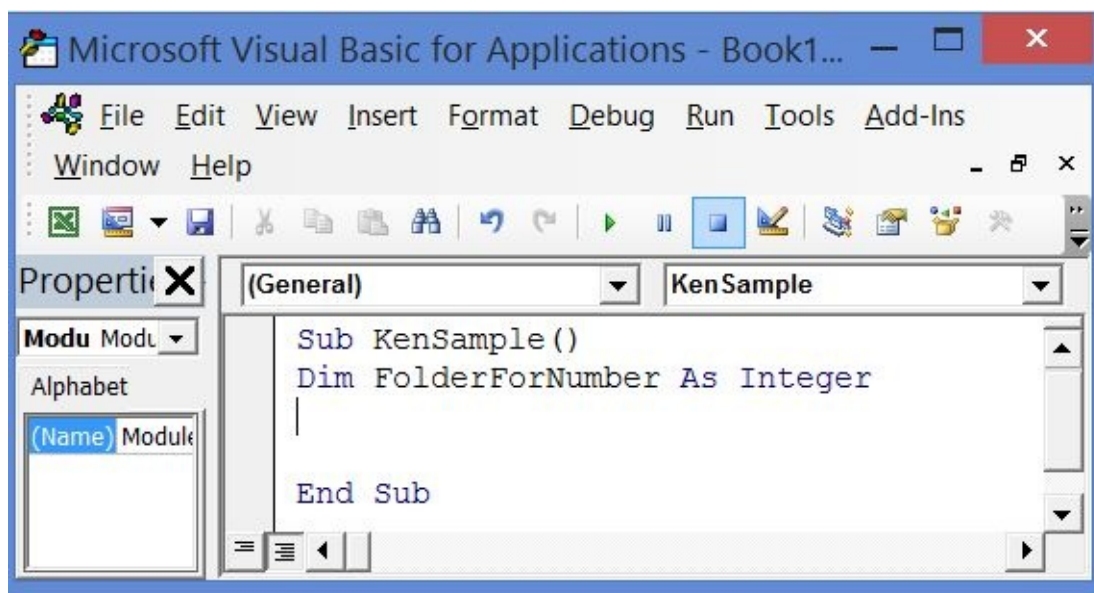 Microsoft Visual Basic for Applications - Book1...
File Edit View Insert Format Debug Run Tools Add-Ins
Window Help
Properti
(General) KenSample
Modu Modu
Alphabet
(Name) Module
Sub KenSample()
Dim FolderForNumber As Integer
End Sub